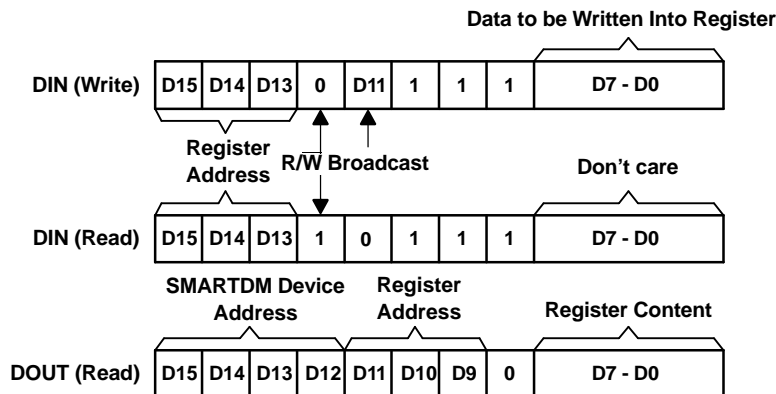 Data to be Written Into Register
DIN (Write) D15 D14 D13 0 D11 1 1 1 D7 - D0
Register
Address
R/W̅ Broadcast
Don't care
DIN (Read) D15 D14 D13 1 0 1 1 1 D7 - D0
SMARTDM Device
Address
Register
Address
Register Content
DOUT (Read) D15 D14 D13 D12 D11 D10 D9 0 D7 - D0